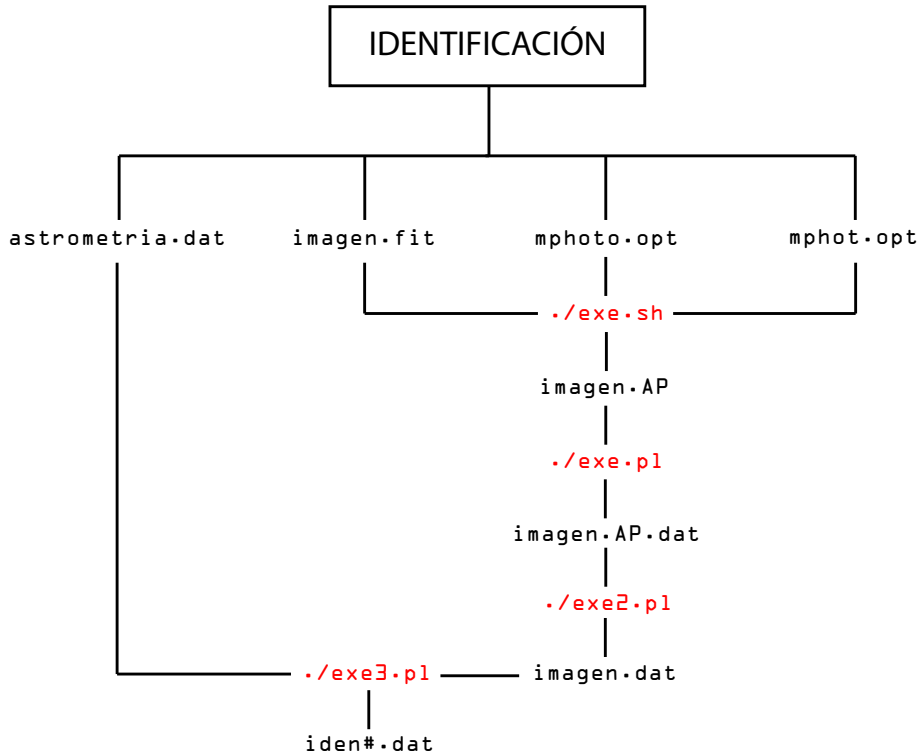 IDENTIFICACIÓN
astrometria.dat imagen.fit mphoto.opt mphot.opt
./exe.sh
imagen.AP
./exe.pl
imagen.AP.dat
./exe2.pl
./exe3.pl imagen.dat
iden#.dat